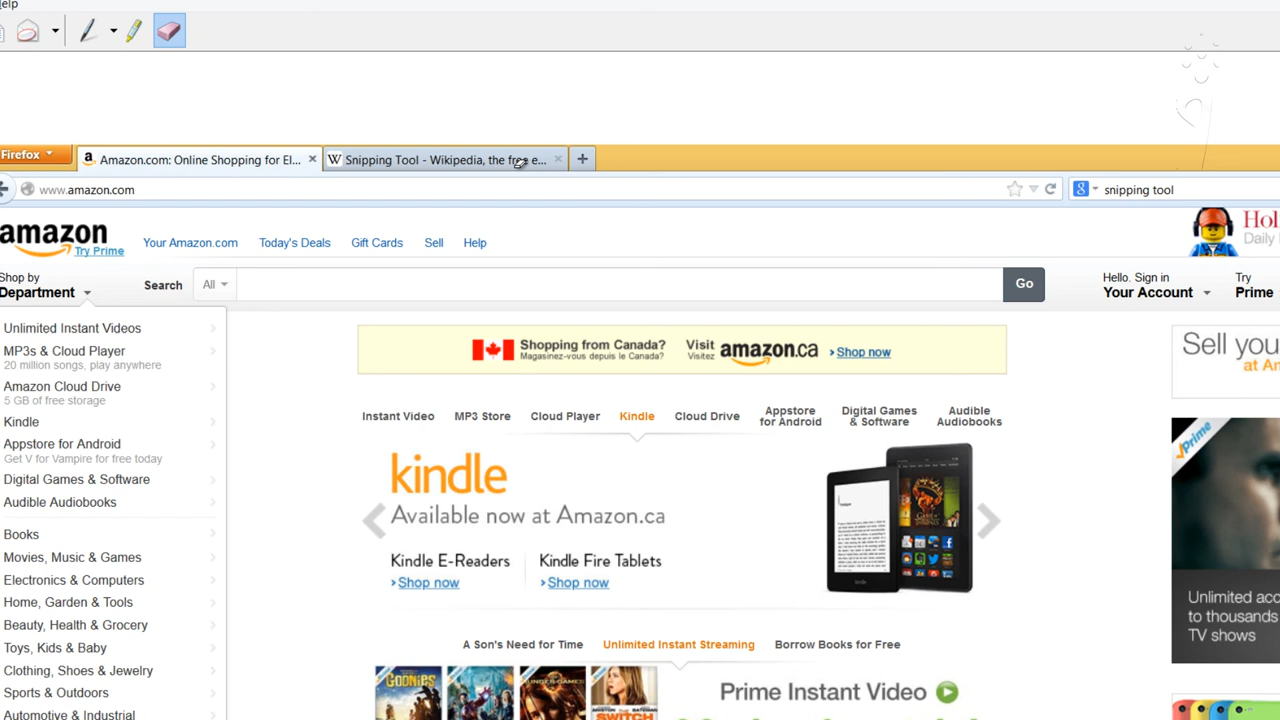 elp
Firefox
Amazon.com: Online Shopping for El...
Snipping Tool - Wikipedia, the free e...
www.amazon.com
snipping tool
amazon
Try Prime
Your Amazon.com
Today's Deals
Gift Cards
Sell
Help
Hol
Daily
Shop by
Department
Search
All
Go
Hello. Sign in
Your Account
Try
Prime
Unlimited Instant Videos
MP3s & Cloud Player
20 million songs, play anywhere
Amazon Cloud Drive
5 GB of free storage
Kindle
Appstore for Android
Get V for Vampire for free today
Digital Games & Software
Audible Audiobooks
Books
Movies, Music & Games
Electronics & Computers
Home, Garden & Tools
Beauty, Health & Grocery
Toys, Kids & Baby
Clothing, Shoes & Jewelry
Sports & Outdoors
Automotive & Industrial
Shopping from Canada?
Magasinez-vous depuis le Canada?
Visit
Visitez
amazon.ca
Shop now
Instant Video
MP3 Store
Cloud Player
Kindle
Cloud Drive
Appstore
for Android
Digital Games
& Software
Audible
Audiobooks
kindle
Available now at Amazon.ca
Kindle E-Readers
Shop now
Kindle Fire Tablets
Shop now
A Son's Need for Time
Unlimited Instant Streaming
Borrow Books for Free
GOONIES
HUNGER GAMES
SWITCH
Prime Instant Video
Sell you
at Am
Prime
Unlimited acc
to thousands
TV shows